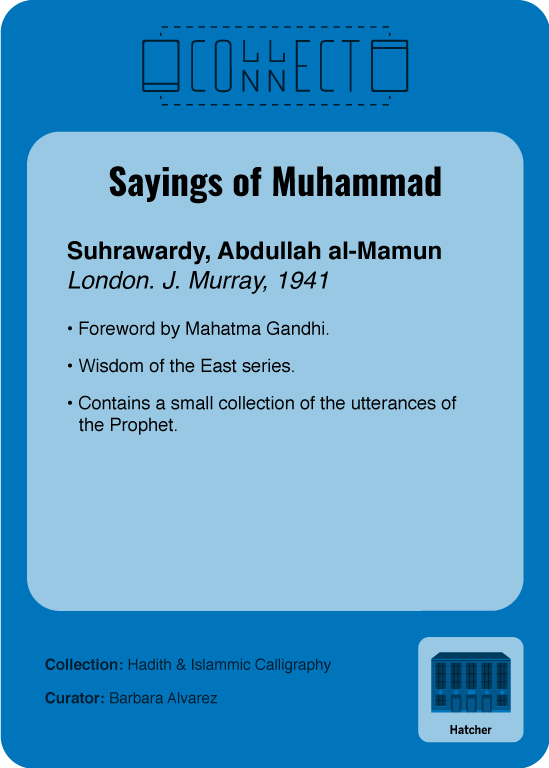 COLLECT
CONNECT
Sayings of Muhammad
Suhrawardy, Abdullah al-Mamun
London. J. Murray, 1941
• Foreword by Mahatma Gandhi.
• Wisdom of the East series.
• Contains a small collection of the utterances of
the Prophet.
Collection: Hadith & Islammic Calligraphy
Curator: Barbara Alvarez
Hatcher